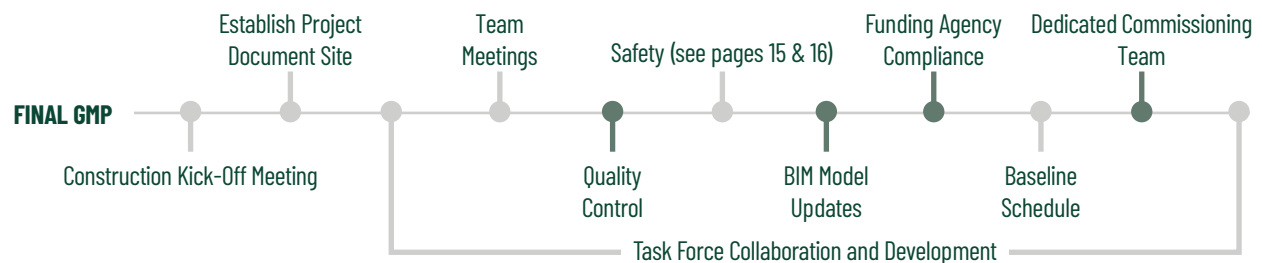 Establish Project
Document Site
Team
Meetings
Safety (see pages 15 & 16)
Funding Agency
Compliance
Dedicated Commissioning
Team
FINAL GMP
Construction Kick-Off Meeting
Quality
Control
BIM Model
Updates
Baseline
Schedule
Task Force Collaboration and Development